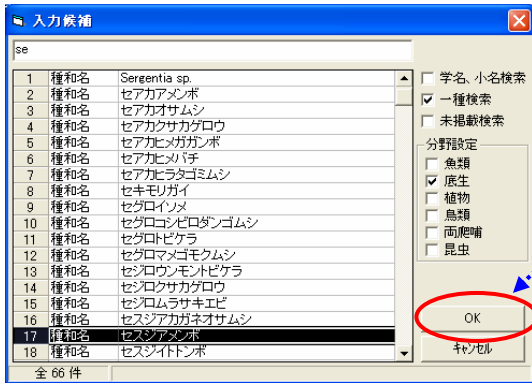 入力候補
se
1 種和名 Sergentia sp.
2 種和名 セアカアメンボ
3 種和名 セアカオサムシ
4 種和名 セアカクサカゲロウ
5 種和名 セアカヒメガガンボ
6 種和名 セアカヒメバチ
7 種和名 セアカヒラタゴミムシ
8 種和名 セキモリガイ
9 種和名 セグロイソメ
10 種和名 セグロコシビロダンゴムシ
11 種和名 セグロトビケラ
12 種和名 セグロマメゴモクムシ
13 種和名 セジロウンモントビケラ
14 種和名 セジロクサカゲロウ
15 種和名 セジロムラサキエビ
16 種和名 セスジアカガネオサムシ
17 種和名 セスジアメンボ
18 種和名 セスジイトトンボ
全 66 件
学名、小名検索
一種検索
未掲載検索
分野設定
魚類
底生
植物
鳥類
両爬哺
昆虫
OK
キャンセル